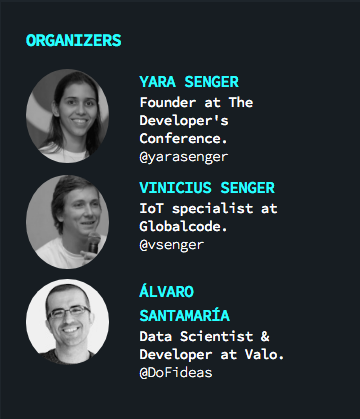 ORGANIZERS
YARA SENGER
Founder at The
Developer's
Conference.
@yarasenger
VINICIUS SENGER
IoT specialist at
Globalcode.
@vsenger
ÁLVARO
SANTAMARÍA
Data Scientist &
Developer at Valo.
@DoFideas